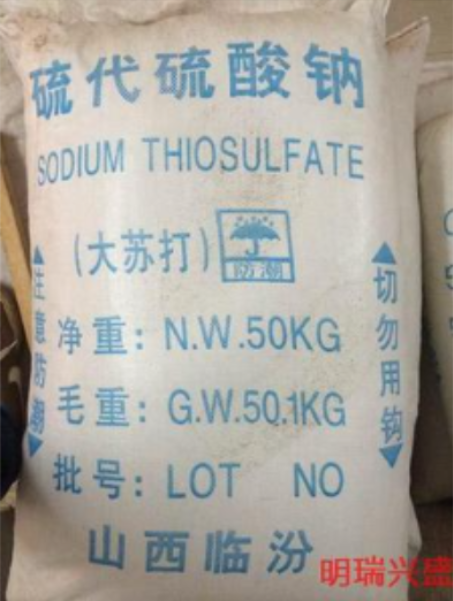 硫代硫酸钠
SODIUM THIOSULFATE
(大苏打)
防潮
注意防潮
切勿用钩
净重: N.W.50KG
毛重: G.W.50.1KG
批号: LOT NO
山西临汾
明瑞兴盛